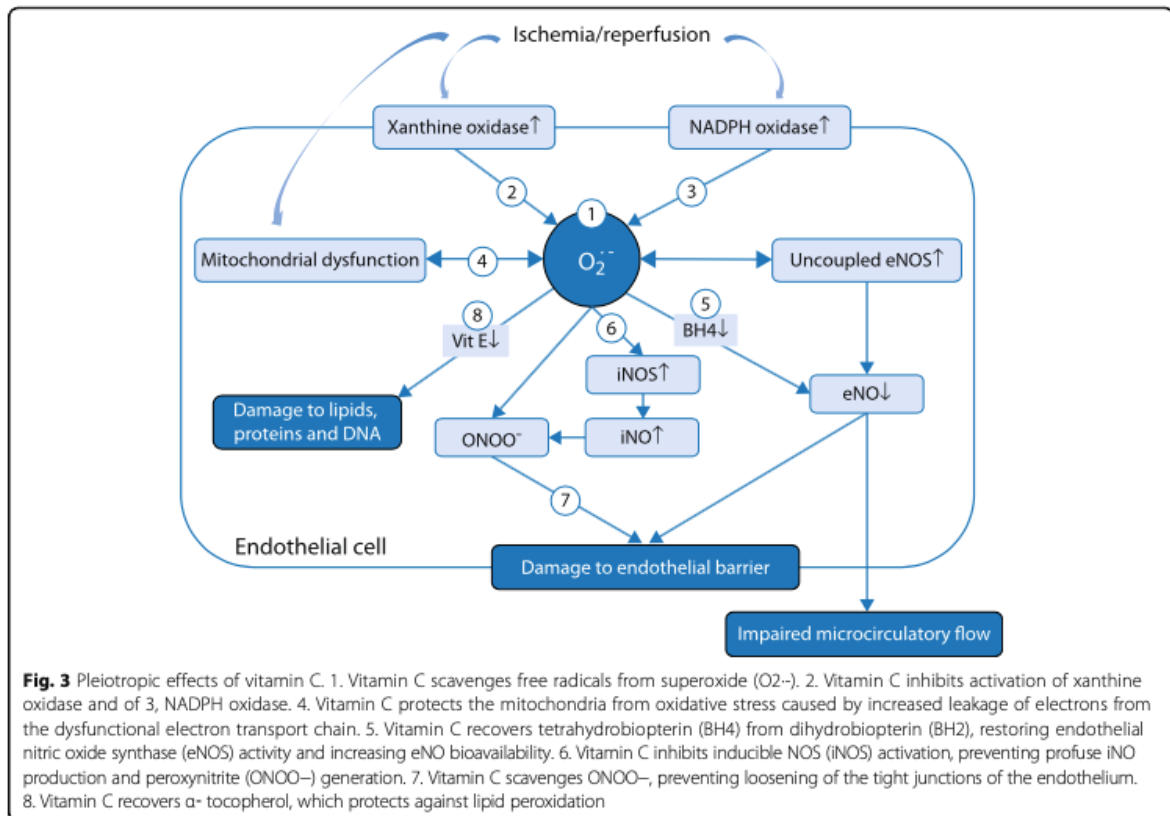 Ischemia/reperfusion
Xanthine oxidase↑
NADPH oxidase↑
2
1
3
Mitochondrial dysfunction
4
O₂·⁻
Uncoupled eNOS↑
8
Vit E↓
6
5
BH4↓
iNOS↑
eNO↓
Damage to lipids,
proteins and DNA
ONOO⁻
iNO↑
7
Endothelial cell
Damage to endothelial barrier
Impaired microcirculatory flow
Fig. 3 Pleiotropic effects of vitamin C. 1. Vitamin C scavenges free radicals from superoxide (O2·-). 2. Vitamin C inhibits activation of xanthine
oxidase and of 3, NADPH oxidase. 4. Vitamin C protects the mitochondria from oxidative stress caused by increased leakage of electrons from
the dysfunctional electron transport chain. 5. Vitamin C recovers tetrahydrobiopterin (BH4) from dihydrobiopterin (BH2), restoring endothelial
nitric oxide synthase (eNOS) activity and increasing eNO bioavailability. 6. Vitamin C inhibits inducible NOS (iNOS) activation, preventing profuse iNO
production and peroxynitrite (ONOO−) generation. 7. Vitamin C scavenges ONOO−, preventing loosening of the tight junctions of the endothelium.
8. Vitamin C recovers α- tocopherol, which protects against lipid peroxidation